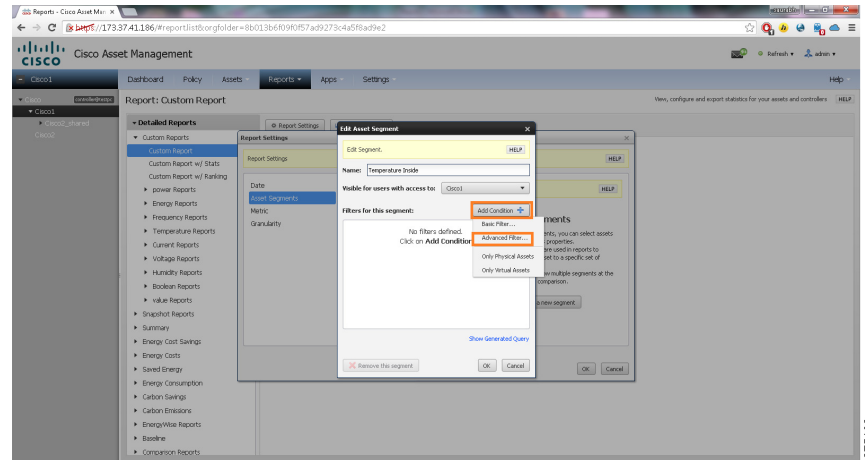 Reports - Cisco Asset Man
https://173.37.41.186/#reportlist&orgfolder=8b013b6f09f0f57ad9273c4a5f8ad9e2
CISCO
Cisco Asset Management
Refresh
admin
Cisco1
Dashboard
Policy
Assets
Reports
Apps
Settings
Help
Cisco
Cisco1
Cisco2_shared
Cisco2
Report: Custom Report
View, configure and export statistics for your assets and controllers
HELP
Detailed Reports
Custom Reports
Custom Report
Custom Report w/ Stats
Custom Report w/ Ranking
power Reports
Energy Reports
Frequency Reports
Temperature Reports
Current Reports
Voltage Reports
Humidity Reports
Boolean Reports
value Reports
Snapshot Reports
Summary
Energy Cost Savings
Energy Costs
Saved Energy
Energy Consumption
Carbon Savings
Carbon Emissions
EnergyWise Reports
Baseline
Comparison Reports
Report Settings
Report Settings
Report Settings
HELP
Date
Asset Segments
Metric
Granularity
HELP
ments
ents, you can select assets
properties.
are used in reports to
set to a specific set of
ow multiple segments at the
comparison.
a new segment
OK
Cancel
Edit Asset Segment
Edit Segment.
HELP
Name:
Temperature Inside
Visible for users with access to:
Cisco1
Filters for this segment:
Add Condition
No filters defined.
Click on Add Condition
Basic Filter...
Advanced Filter...
Only Physical Assets
Only Virtual Assets
Show Generated Query
Remove this segment
OK
Cancel